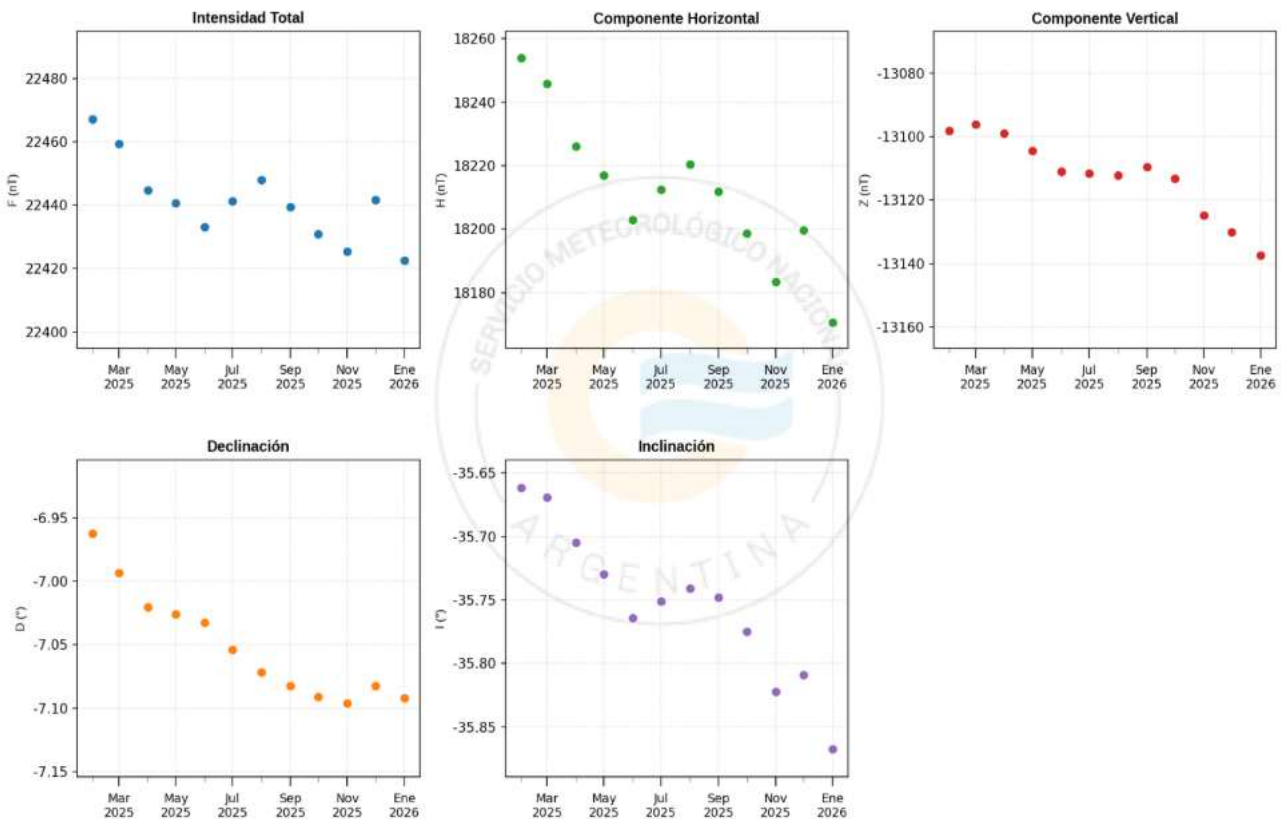 Intensidad Total
F (nT)
22480
22460
22440
22420
22400
Mar May Jul Sep Nov Ene
2025 2025 2025 2025 2025 2026
Componente Horizontal
H (nT)
18260
18240
18220
18200
18180
Mar May Jul Sep Nov Ene
2025 2025 2025 2025 2025 2026
Componente Vertical
Z (nT)
-13080
-13100
-13120
-13140
-13160
Mar May Jul Sep Nov Ene
2025 2025 2025 2025 2025 2026
SERVICIO METEOROLÓGICO NACIONAL
ARGENTINA
Declinación
D (°)
-6.95
-7.00
-7.05
-7.10
-7.15
Mar May Jul Sep Nov Ene
2025 2025 2025 2025 2025 2026
Inclinación
I (°)
-35.65
-35.70
-35.75
-35.80
-35.85
Mar May Jul Sep Nov Ene
2025 2025 2025 2025 2025 2026